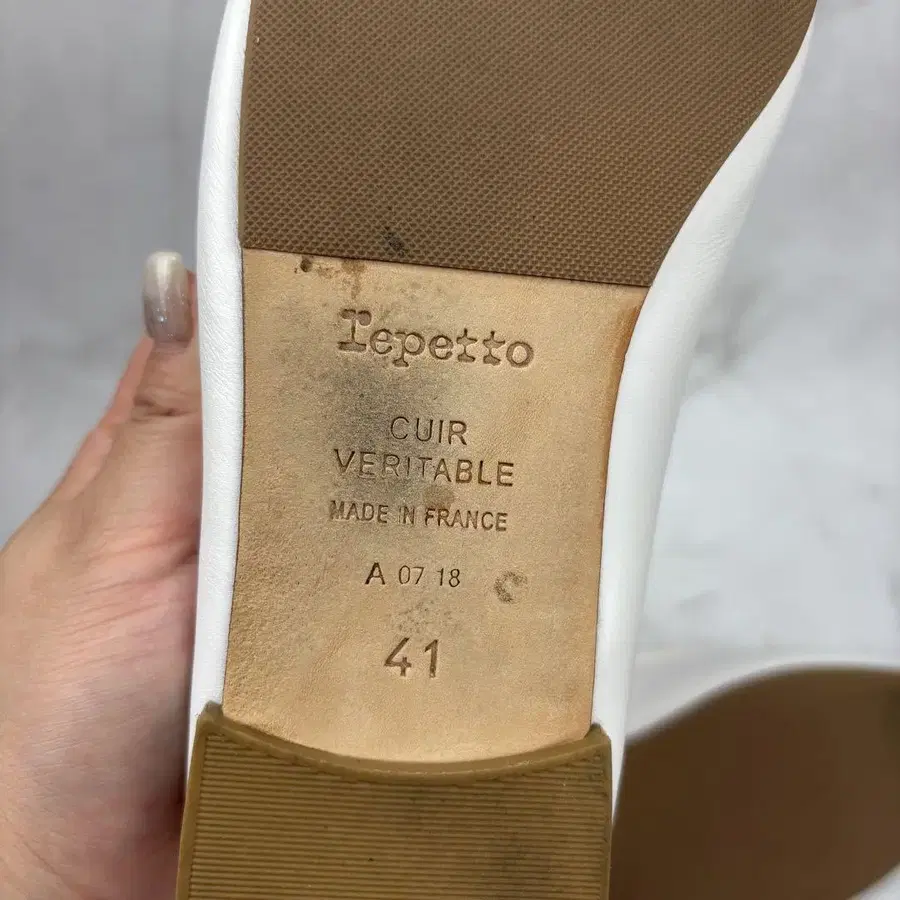 repetto
CUIR
VERITABLE
MADE IN FRANCE
A 07 18 C
41